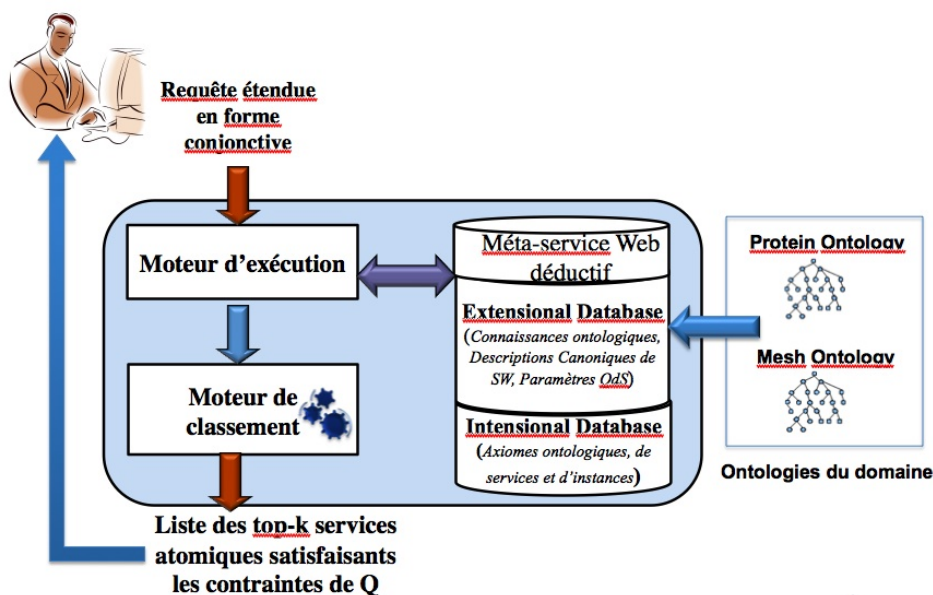 Requête étendue
en forme
conjonctive
Moteur d'exécution
Méta-service Web
déductif
Extensional Database
(Connaissances ontologiques,
Descriptions Canoniques de
SW, Paramètres QdS)
Intensional Database
(Axiomes ontologiques, de
services et d'instances)
Protein Ontology
Mesh Ontology
Ontologies du domaine
Moteur de
classement
Liste des top-k services
atomiques satisfaisants
les contraintes de Q